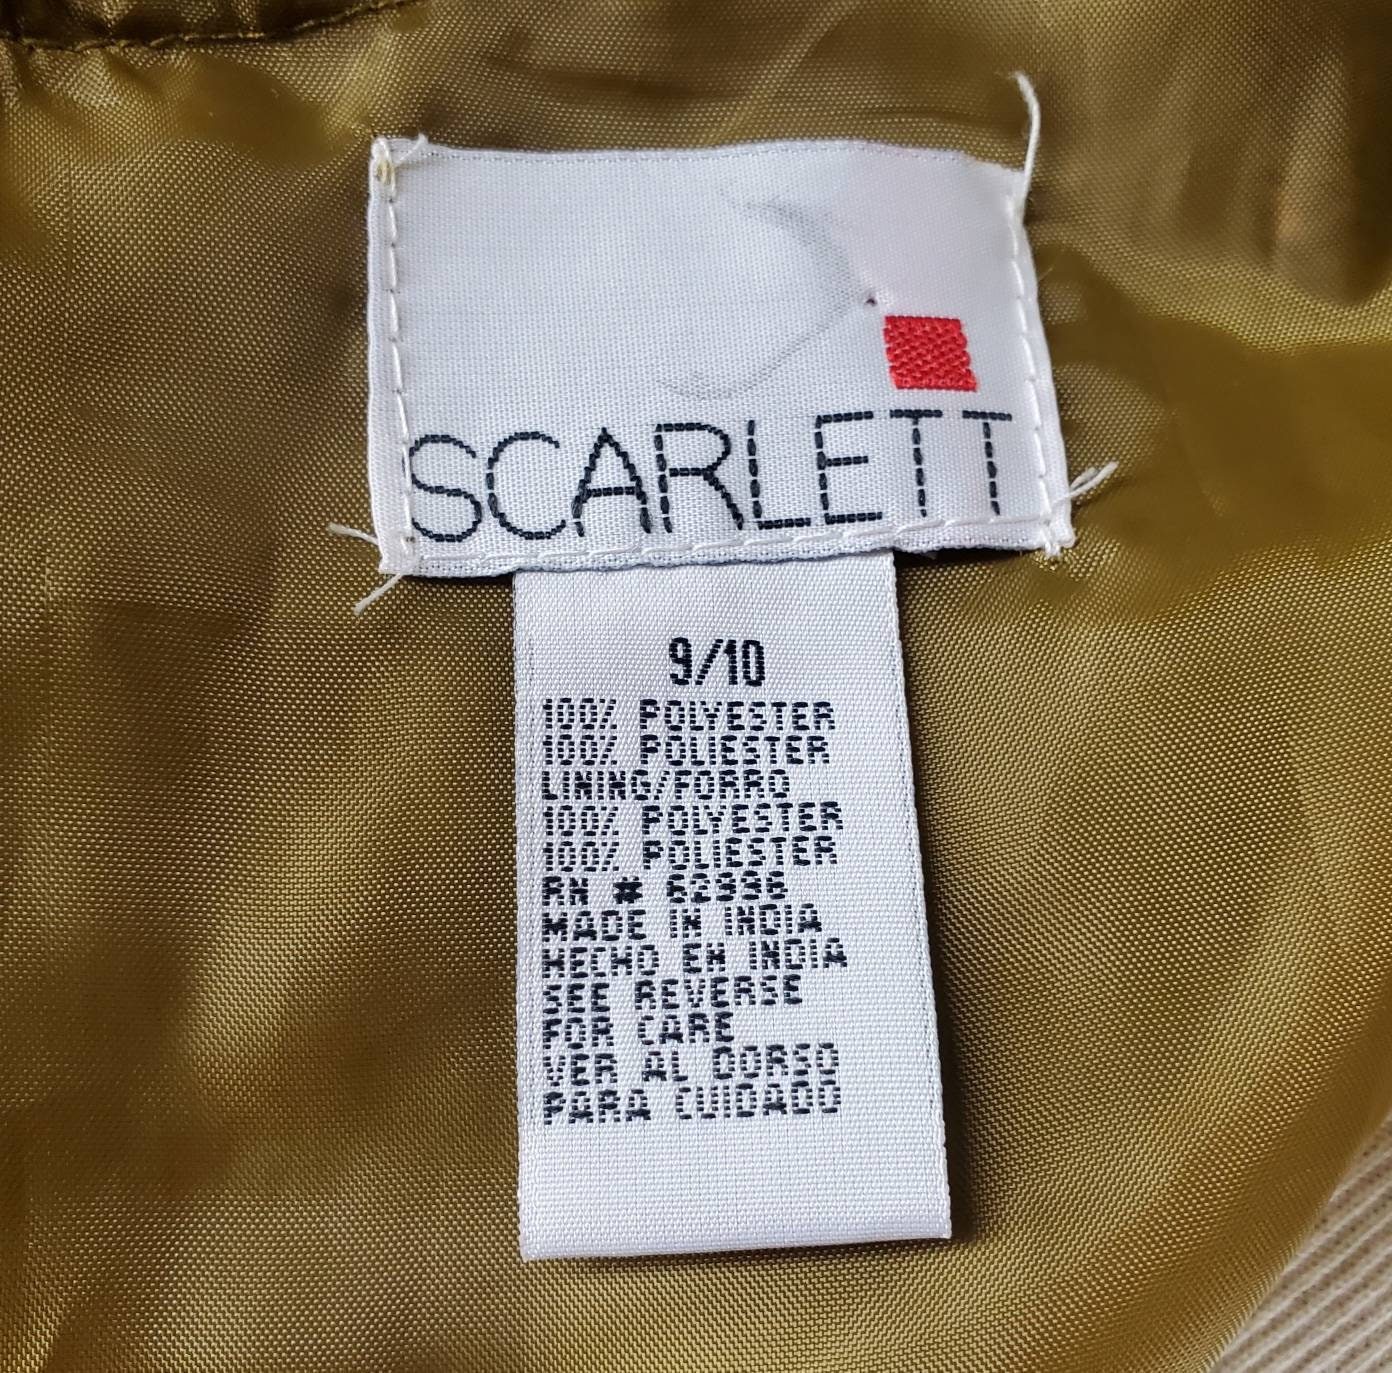 SCARLETT
9/10
100% POLYESTER
100% POLIESTER
LINING/FORRO
100% POLYESTER
100% POLIESTER
RN # 62996
MADE IN INDIA
HECHO EN INDIA
SEE REVERSE
FOR CARE
VER AL DORSO
PARA CUIDADO